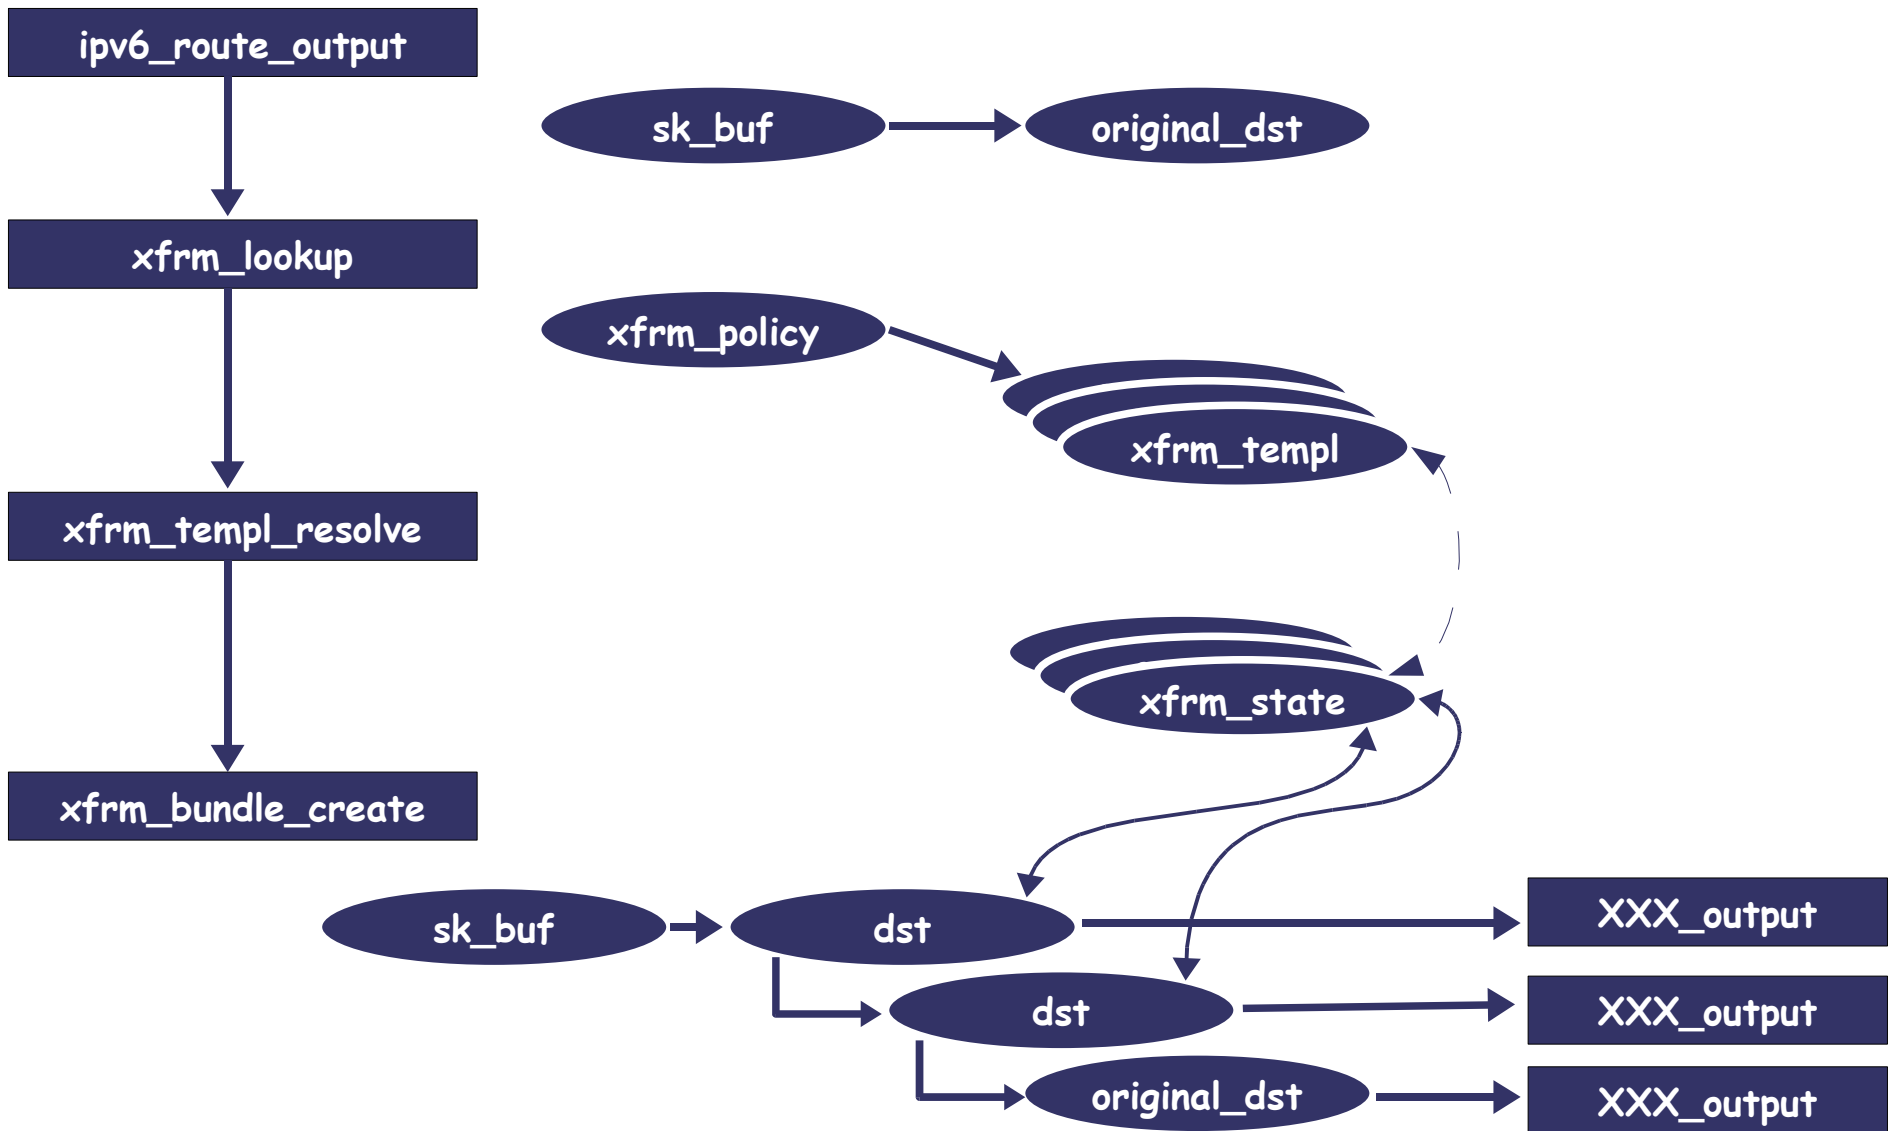 ipv6_route_output
sk_buf
original_dst
xfrm_lookup
xfrm_policy
xfrm_templ
xfrm_templ_resolve
xfrm_state
xfrm_bundle_create
sk_buf
dst
XXX_output
dst
XXX_output
original_dst
XXX_output